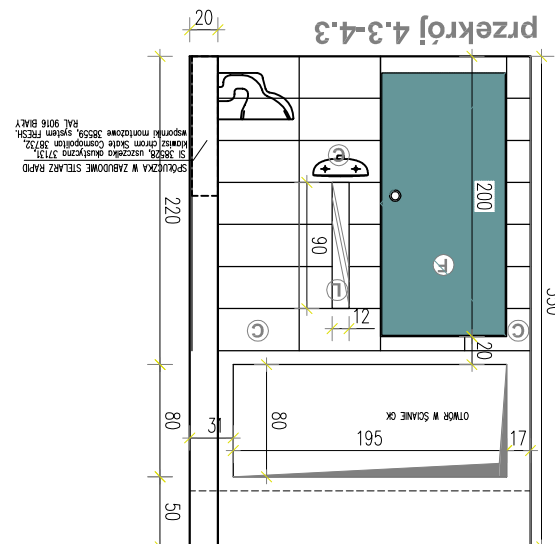 przekrój 4.3-4.3
20
SPÓŁUCZKA W ZABUDOWIE STELARZ RAPID
Sl 38528, uszczelka akustyczna 37131,
klawisz chrom Skate Cosmopolitan 38732,
wsporniki montażowe 38559, system FRESH.
RAL 9016 BIAŁY
G
200
220
90
L
12
C
C
20
OTWÓR W ŚCIANIE GK
80
80
31
195
17
50